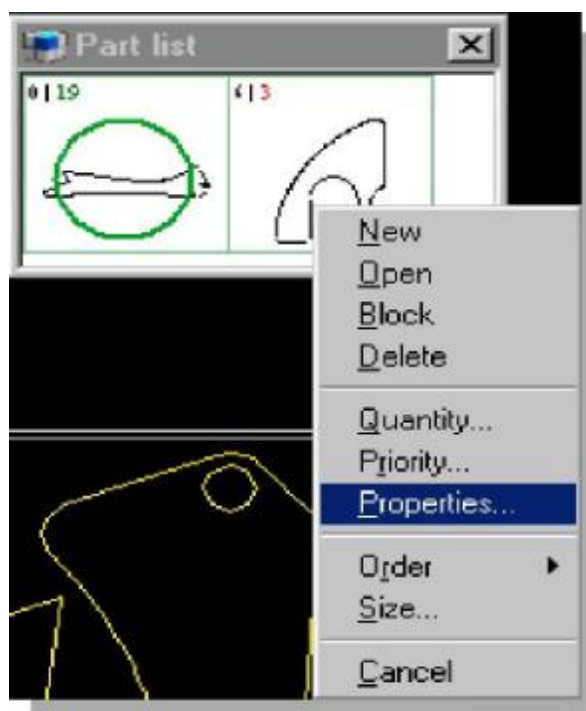 Part list
0|19
6|3
New
Open
Block
Delete
Quantity...
Priority...
Properties...
Order
Size...
Cancel